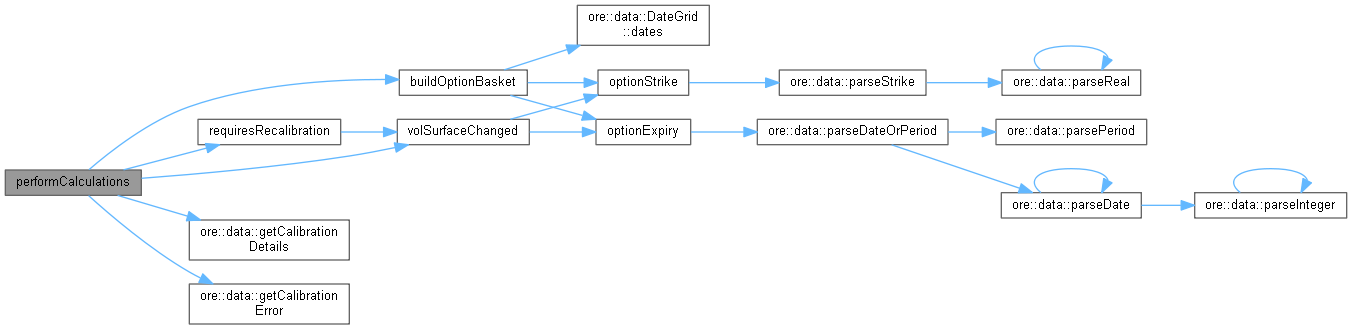 ore::data::DateGrid
::dates
buildOptionBasket
optionStrike
ore::data::parseStrike
ore::data::parseReal
requiresRecalibration
volSurfaceChanged
optionExpiry
ore::data::parseDateOrPeriod
ore::data::parsePeriod
performCalculations
ore::data::parseDate
ore::data::parseInteger
ore::data::getCalibration
Details
ore::data::getCalibration
Error